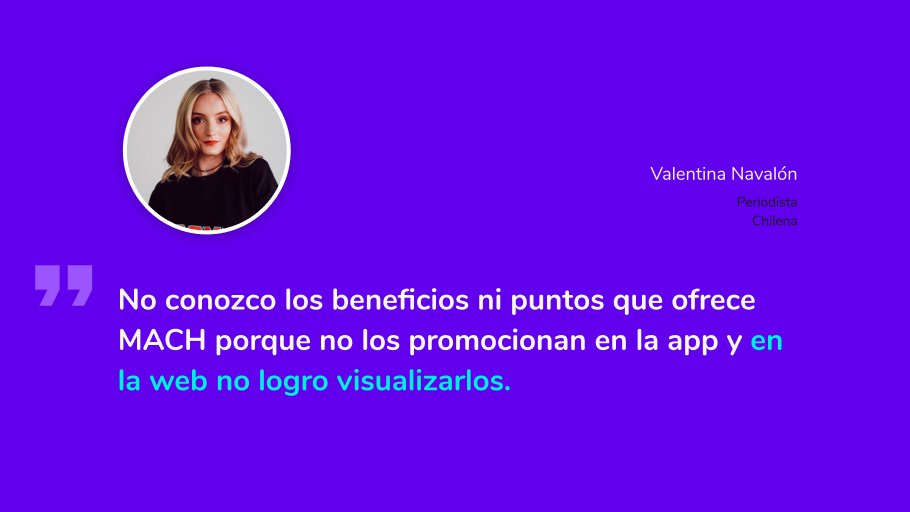 Valentina Navalón
Periodista
Chilena
No conozco los beneficios ni puntos que ofrece
MACH porque no los promocionan en la app y en
la web no logro visualizarlos.